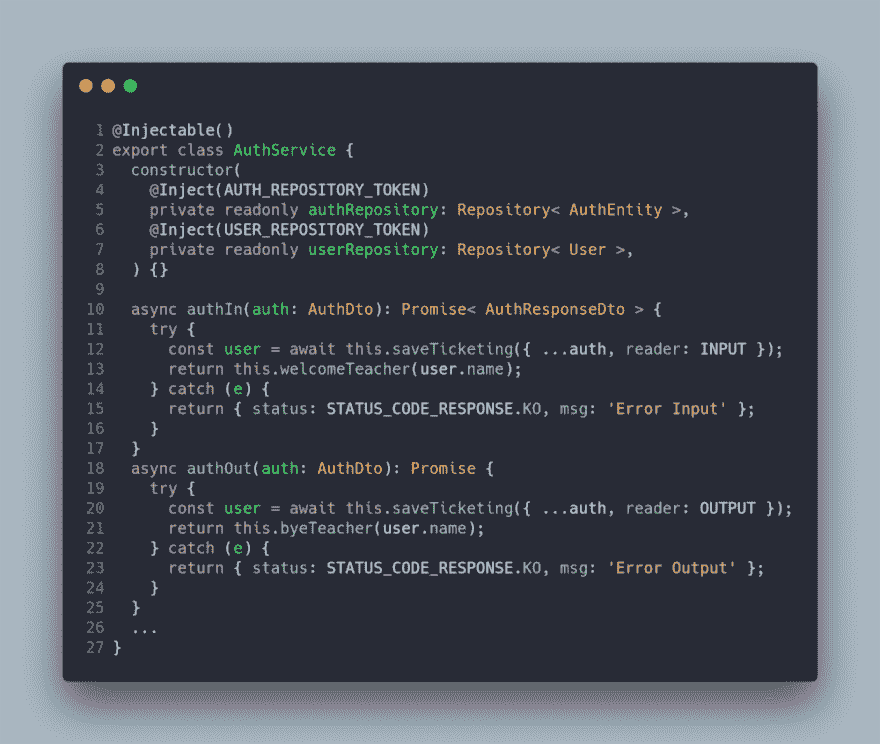 1 @Injectable()
2 export class AuthService {
3   constructor(
4     @Inject(AUTH_REPOSITORY_TOKEN)
5     private readonly authRepository: Repository< AuthEntity >,
6     @Inject(USER_REPOSITORY_TOKEN)
7     private readonly userRepository: Repository< User >,
8   ) {}
9
10   async authIn(auth: AuthDto): Promise< AuthResponseDto > {
11     try {
12       const user = await this.saveTicketing({ ...auth, reader: INPUT });
13       return this.welcomeTeacher(user.name);
14     } catch (e) {
15       return { status: STATUS_CODE_RESPONSE.KO, msg: 'Error Input' };
16     }
17   }
18   async authOut(auth: AuthDto): Promise {
19     try {
20       const user = await this.saveTicketing({ ...auth, reader: OUTPUT });
21       return this.byeTeacher(user.name);
22     } catch (e) {
23       return { status: STATUS_CODE_RESPONSE.KO, msg: 'Error Output' };
24     }
25   }
26   ...
27 }